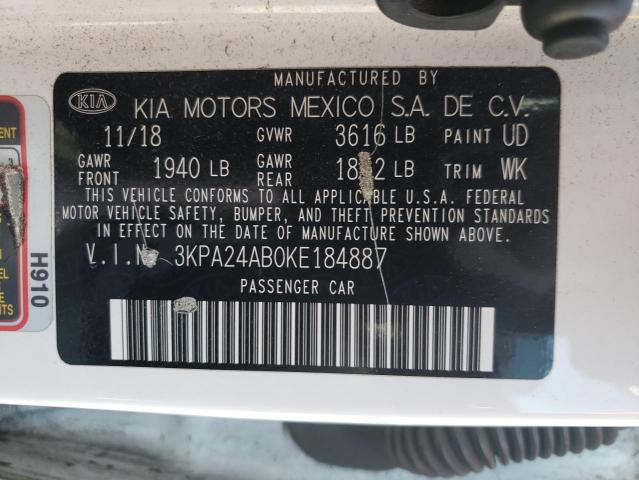 MANUFACTURED BY
KIA KIA MOTORS MEXICO S.A. DE C.V.
11/18 GVWR 3616 LB PAINT UD
GAWR FRONT 1940 LB GAWR REAR LB TRIM WK
THIS VEHICLE CONFORMS TO ALL APPLICABLE U.S.A. FEDERAL
MOTOR VEHICLE SAFETY, BUMPER, AND THEFT PREVENTION STANDARDS
IN EFFECT ON THE DATE OF MANUFACTURE SHOWN ABOVE.
V.I.N 3KPA24AB0KE184887
PASSENGER CAR
H910